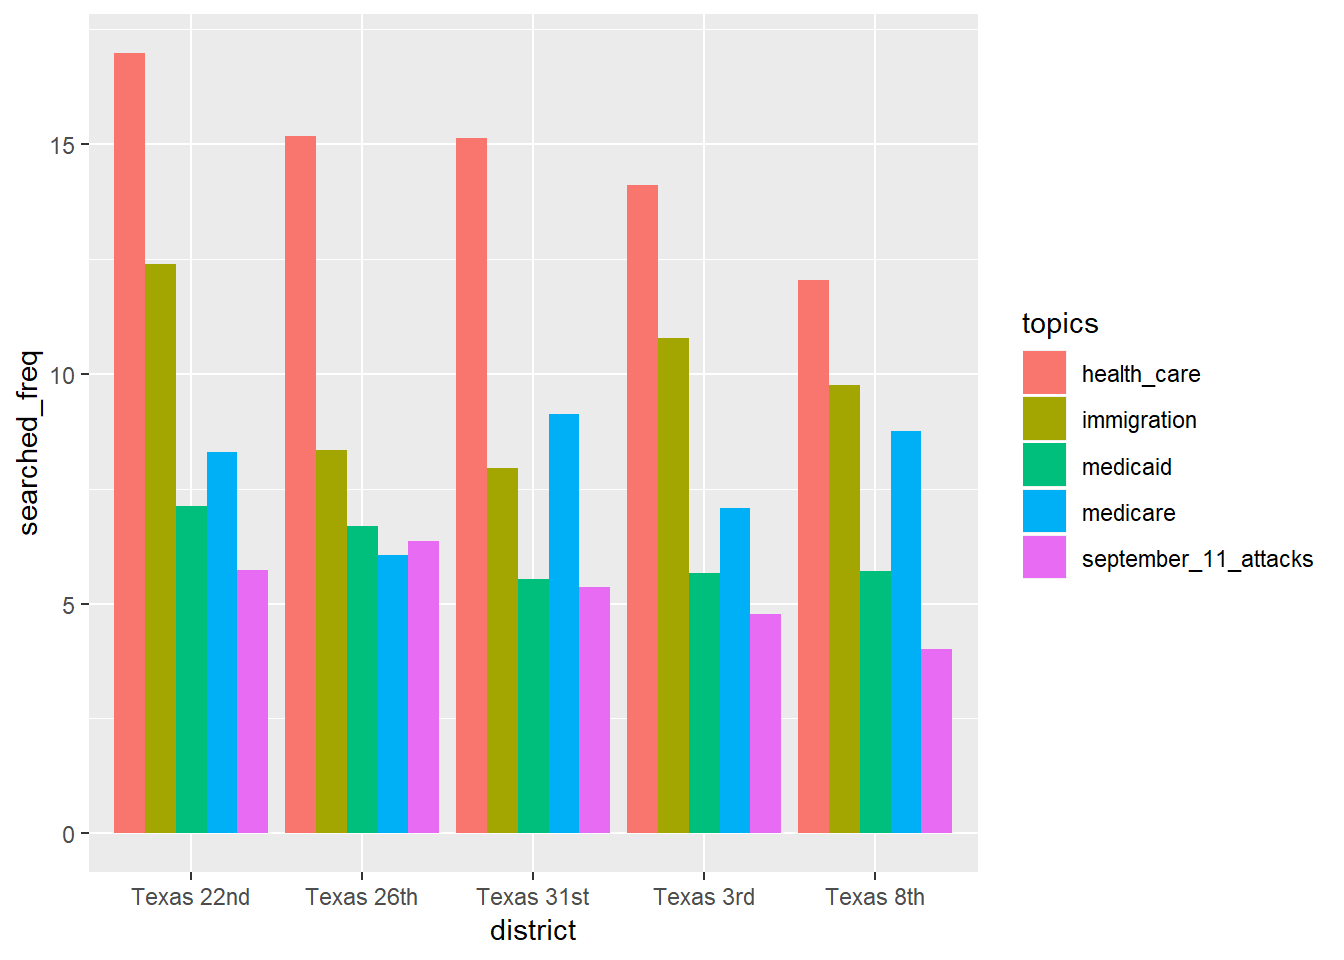 searched_freq
15
10
5
0
Texas 22nd
Texas 26th
Texas 31st
Texas 3rd
Texas 8th
district
topics
health_care
immigration
medicaid
medicare
september_11_attacks